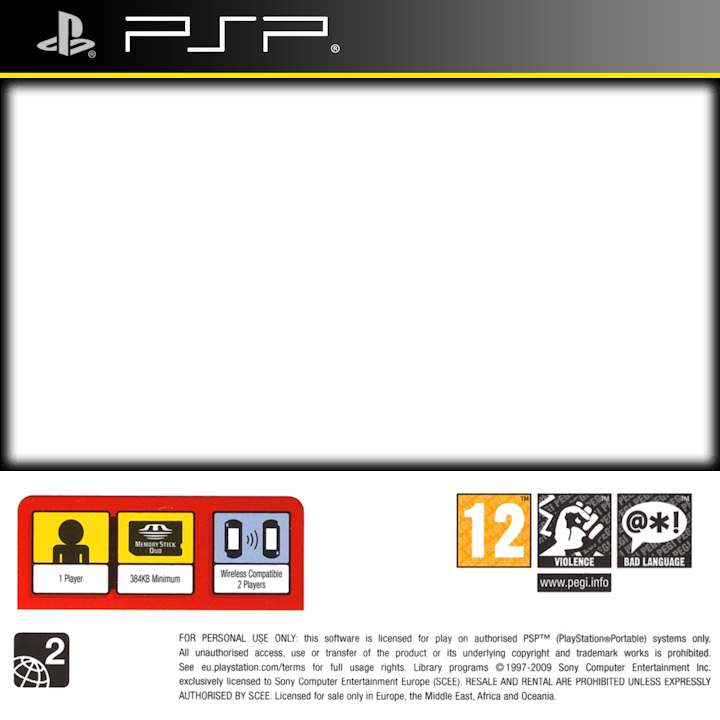 PSP®
12
TM
@*!
VIOLENCE
BAD LANGUAGE
www.pegi.info
MEMORY STICK
DUO
1 Player
384KB Minimum
Wireless Compatible
2 Players
2
FOR PERSONAL USE ONLY: this software is licensed for play on authorised PSP™ (PlayStation®Portable) systems only.
All unauthorised access, use or transfer of the product or its underlying copyright and trademark works is prohibited.
See eu.playstation.com/terms for full usage rights. Library programs ©1997-2009 Sony Computer Entertainment Inc.
exclusively licensed to Sony Computer Entertainment Europe (SCEE). RESALE AND RENTAL ARE PROHIBITED UNLESS EXPRESSLY
AUTHORISED BY SCEE. Licensed for sale only in Europe, the Middle East, Africa and Oceania.